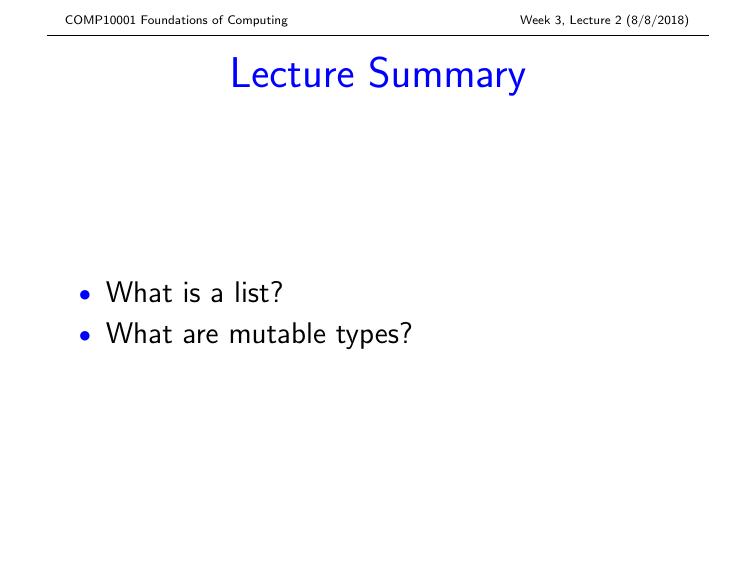 COMP10001 Foundations of Computing Week 3, Lecture 2 (8/8/2018)
Lecture Summary
• What is a list?
• What are mutable types?